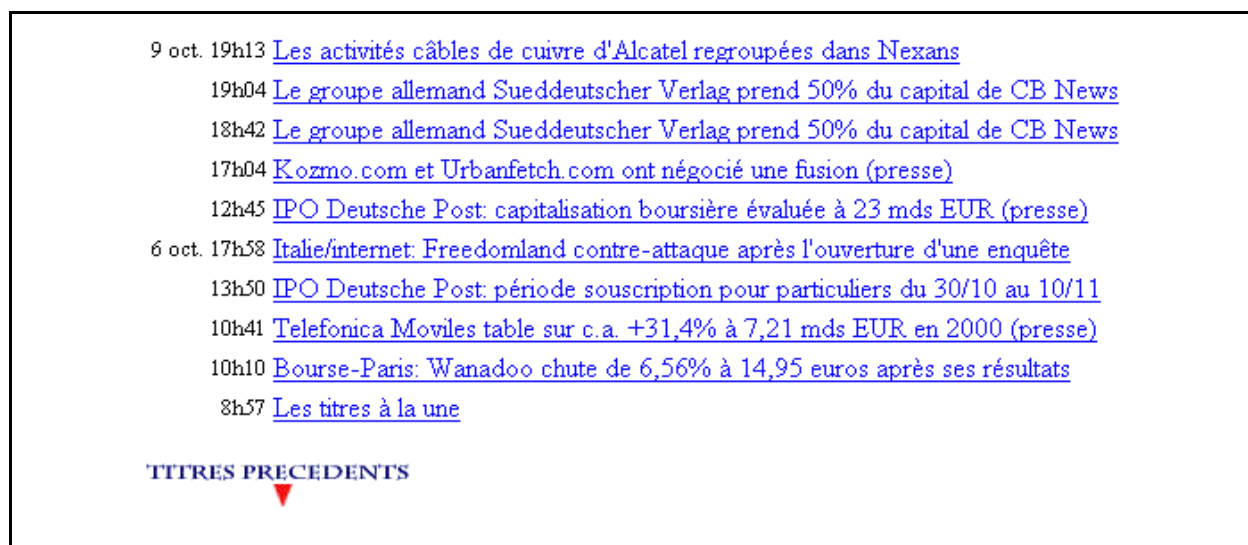 9 oct. 19h13 Les activités câbles de cuivre d'Alcatel regroupées dans Nexans
19h04 Le groupe allemand Sueddeutscher Verlag prend 50% du capital de CB News
18h42 Le groupe allemand Sueddeutscher Verlag prend 50% du capital de CB News
17h04 Kozmo.com et Urbanfetch.com ont négocié une fusion (presse)
12h45 IPO Deutsche Post: capitalisation boursière évaluée à 23 mds EUR (presse)
6 oct. 17h58 Italie/internet: Freedomland contre-attaque après l'ouverture d'une enquête
13h50 IPO Deutsche Post: période souscription pour particuliers du 30/10 au 10/11
10h41 Telefonica Moviles table sur c.a. +31,4% à 7,21 mds EUR en 2000 (presse)
10h10 Bourse-Paris: Wanadoo chute de 6,56% à 14,95 euros après ses résultats
8h57 Les titres à la une
TITRES PRECEDENTS